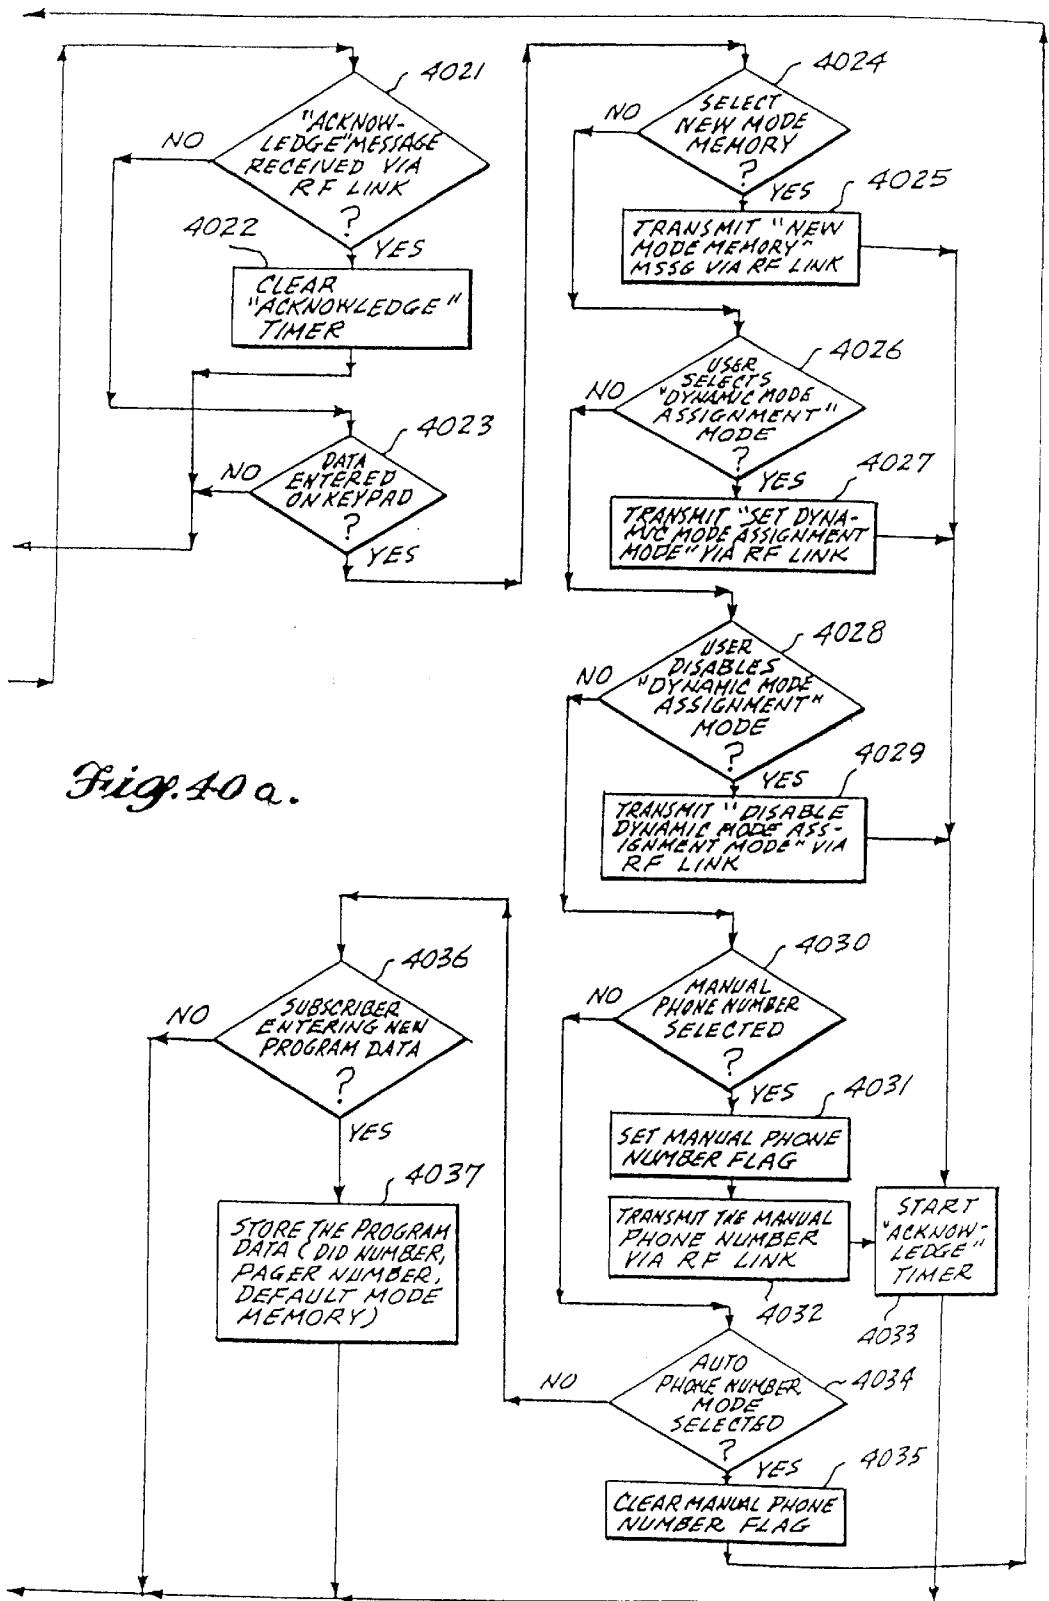 4021
"ACKNOW-
LEDGE" MESSAGE
RECEIVED VIA
RF LINK
?
NO
YES
4022
CLEAR
"ACKNOWLEDGE"
TIMER
4023
DATA
ENTERED
ON KEYPAD
?
NO
YES
4024
SELECT
NEW MODE
MEMORY
?
NO
YES
4025
TRANSMIT "NEW
MODE MEMORY"
MSSG VIA RF LINK
4026
USER
SELECTS
"DYNAMIC MODE
ASSIGNMENT"
MODE
?
NO
YES
4027
TRANSMIT "SET DYNA-
MIC MODE ASSIGNMENT
MODE" VIA RF LINK
4028
USER
DISABLES
"DYNAMIC MODE
ASSIGNMENT"
MODE
?
NO
YES
4029
TRANSMIT "DISABLE
DYNAMIC MODE ASS-
IGNMENT MODE" VIA
RF LINK
Fig. 40 a.
4030
MANUAL
PHONE NUMBER
SELECTED
?
NO
YES
4031
SET MANUAL PHONE
NUMBER FLAG
TRANSMIT THE MANUAL
PHONE NUMBER
VIA RF LINK
4032
START
"ACKNOW-
LEDGE"
TIMER
4033
AUTO
PHONE NUMBER
MODE
SELECTED
?
4034
NO
YES
4035
CLEAR MANUAL PHONE
NUMBER FLAG
4036
SUBSCRIBER
ENTERING NEW
PROGRAM DATA
?
NO
YES
4037
STORE THE PROGRAM
DATA (DID NUMBER,
PAGER NUMBER,
DEFAULT MODE
MEMORY)